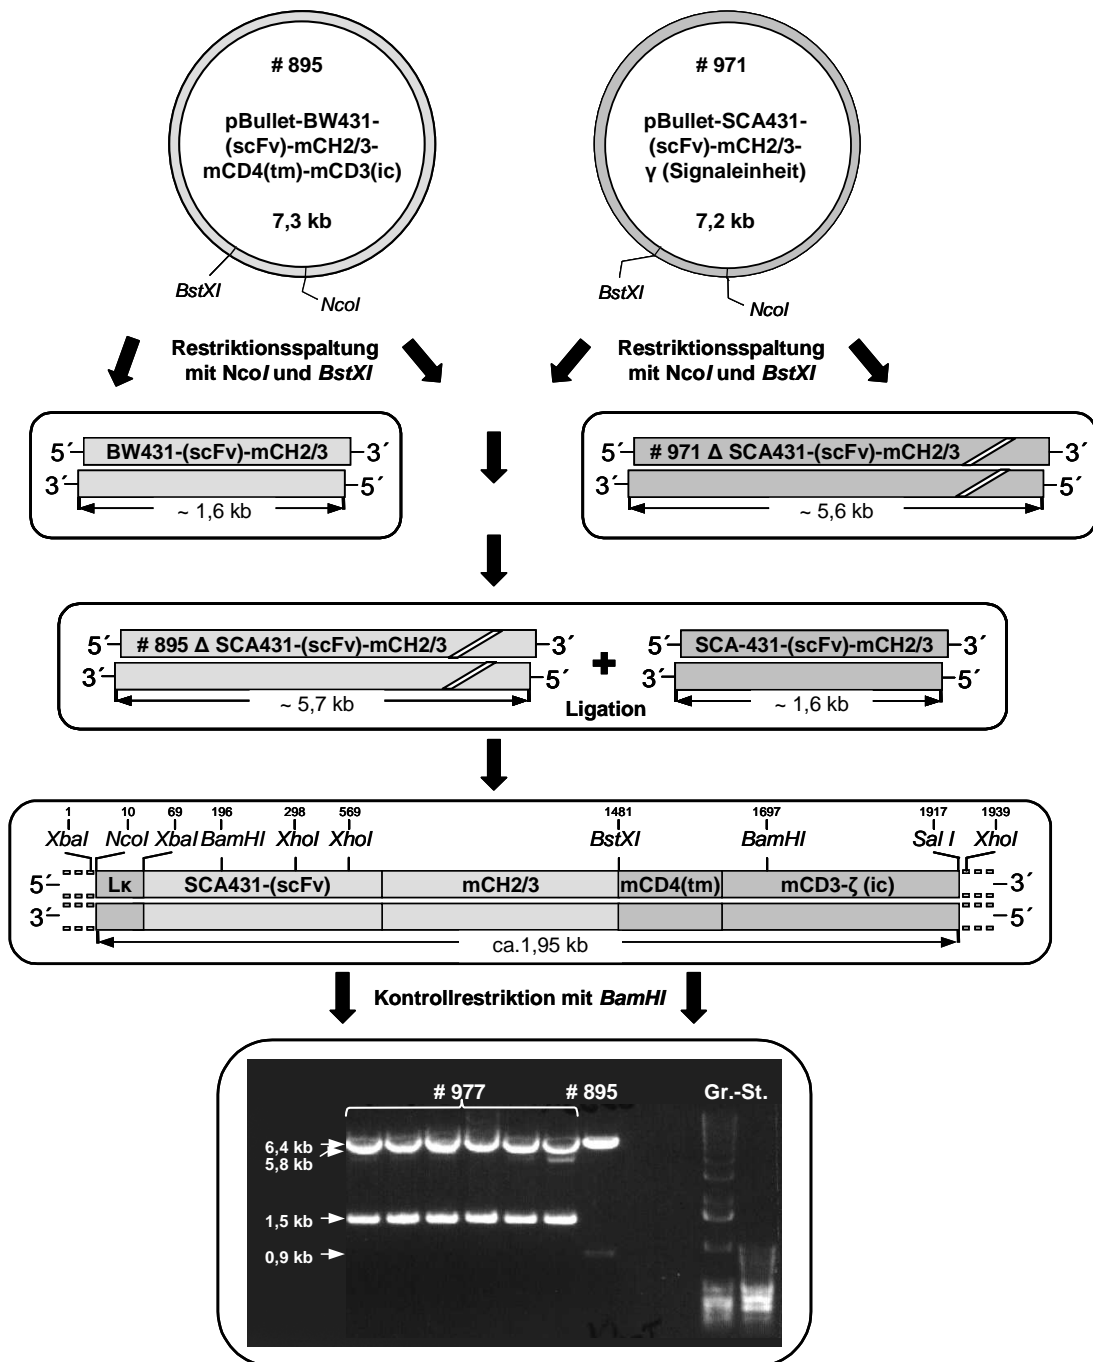 # 895
pBullet-BW431-
(scFv)-mCH2/3-
mCD4(tm)-mCD3(ic)
7,3 kb
BstXI
NcoI
# 971
pBullet-SCA431-
(scFv)-mCH2/3-
γ (Signaleinheit)
7,2 kb
BstXI
NcoI
Restriktionsspaltung
mit NcoI und BstXI
Restriktionsspaltung
mit NcoI und BstXI
5´ BW431-(scFv)-mCH2/3 3´
3´ 5´
~ 1,6 kb
5´ # 971 Δ SCA431-(scFv)-mCH2/3 3´
3´ 5´
~ 5,6 kb
5´ # 895 Δ SCA431-(scFv)-mCH2/3 3´
3´ 5´
~ 5,7 kb
+
Ligation
5´ SCA-431-(scFv)-mCH2/3 3´
3´ 5´
~ 1,6 kb
1 10 69 196 298 569 1481 1697 1917 1939
XbaI NcoI XbaI BamHI XhoI XhoI BstXI BamHI Sal I XhoI
5´ Lκ SCA431-(scFv) mCH2/3 mCD4(tm) mCD3-ζ (ic) 3´
3´ 5´
ca.1,95 kb
Kontrollrestriktion mit BamHI
# 977 # 895 Gr.-St.
6,4 kb
5,8 kb
1,5 kb
0,9 kb